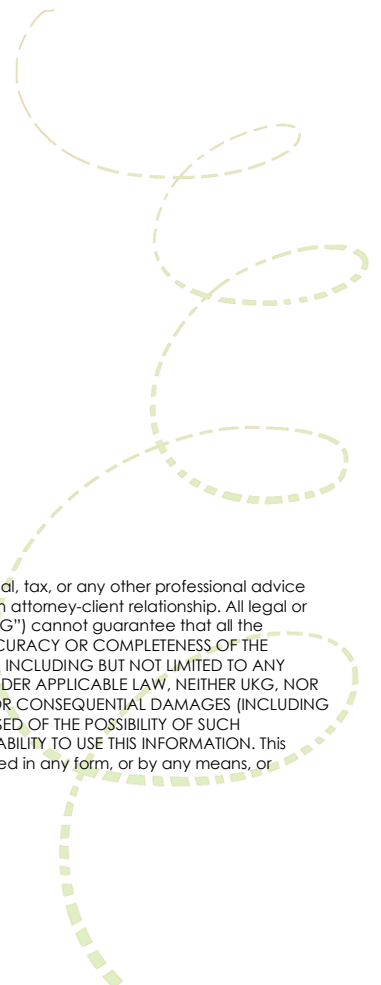 al, tax, or any other professional advice
attorney-client relationship. All legal or
G”) cannot guarantee that all the
CURACY OR COMPLETENESS OF THE
INCLUDING BUT NOT LIMITED TO ANY
DER APPLICABLE LAW, NEITHER UKG, NOR
OR CONSEQUENTIAL DAMAGES (INCLUDING
SED OF THE POSSIBILITY OF SUCH
ABILITY TO USE THIS INFORMATION. This
ed in any form, or by any means, or